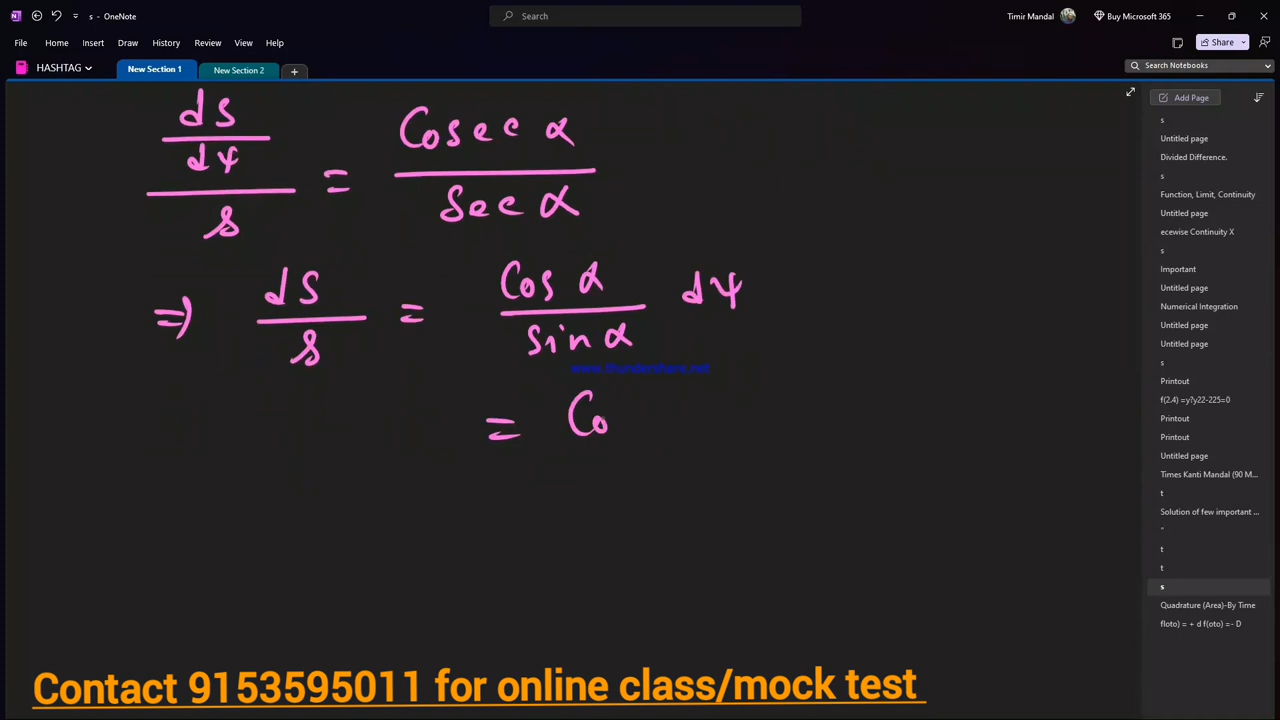 s - OneNote
Search
Timir Mandal
Buy Microsoft 365
File Home Insert Draw History Review View Help
Share
HASHTAG
New Section 1
New Section 2
+
Search Notebooks
Add Page
s
Untitled page
Divided Difference.
s
Function, Limit, Continuity
Untitled page
ecewise Continuity X
s
Important
Untitled page
Numerical Integration
Untitled page
Untitled page
s
Printout
f(2.4) =y?y22-225=0
Printout
Printout
Untitled page
Times Kanti Mandal (90 M...
t
Solution of few important ...
"
t
t
s
Quadrature (Area)-By Time
floto) = + d f(oto) =- D
ds
dψ
s
=
Cosec α
Sec α
⇒ ds/s = Cos α/sin α dψ
www.thundershare.net
= Co
Contact 9153595011 for online class/mock test